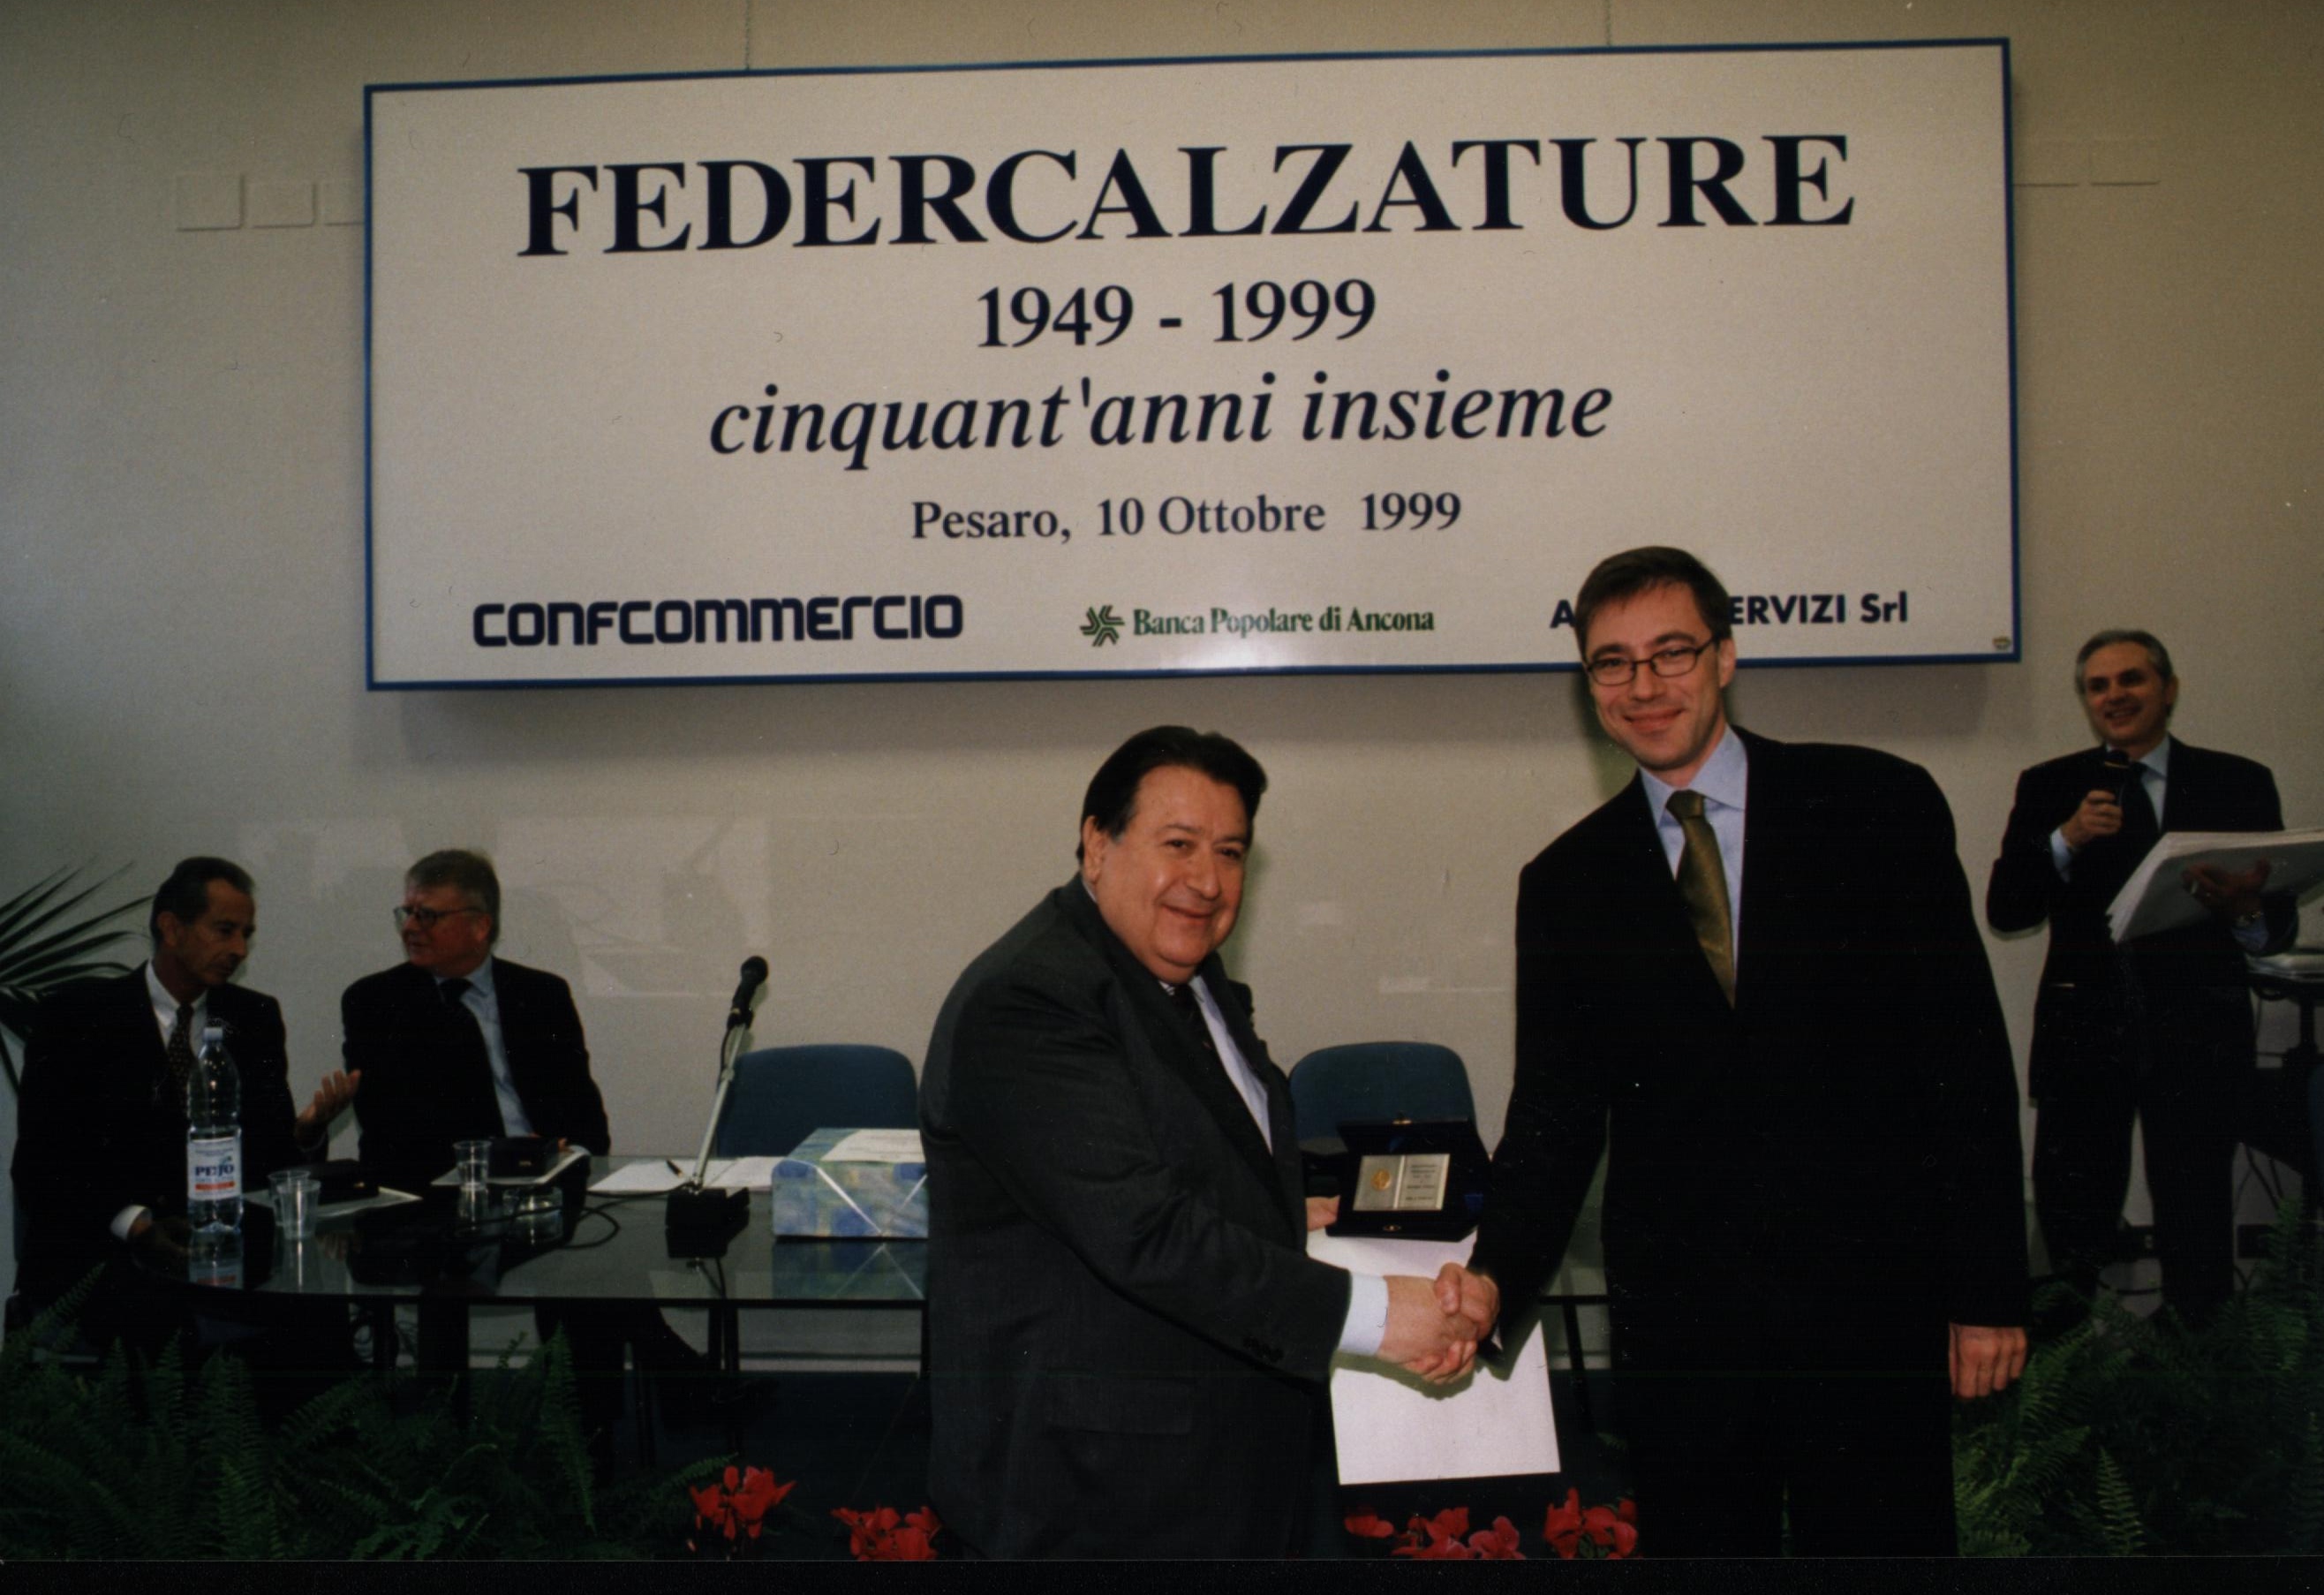 FEDERCALZATURE
1949 - 1999
cinquant'anni insieme
Pesaro, 10 Ottobre 1999
CONFCOMMERCIO
Banca Popolare di Ancona
ERVIZI Srl
PEJO